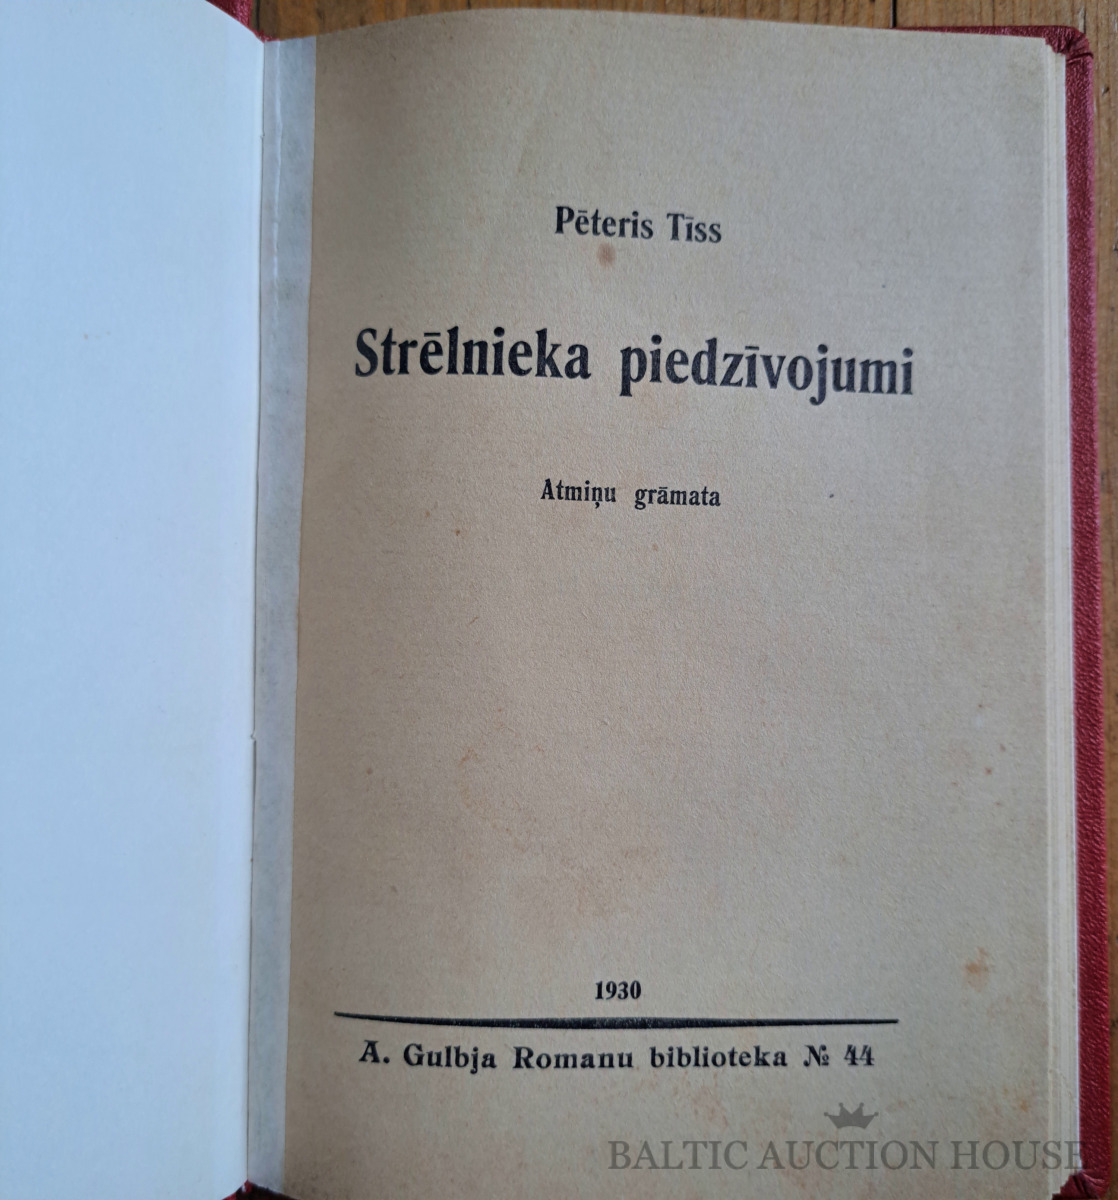 Pēteris Tīss
Strēlnieka piedzīvojumi
Atmiņu grāmata
1930
A. Gulbja Romanu biblioteka № 44
BALTIC AUCTION HOUSE